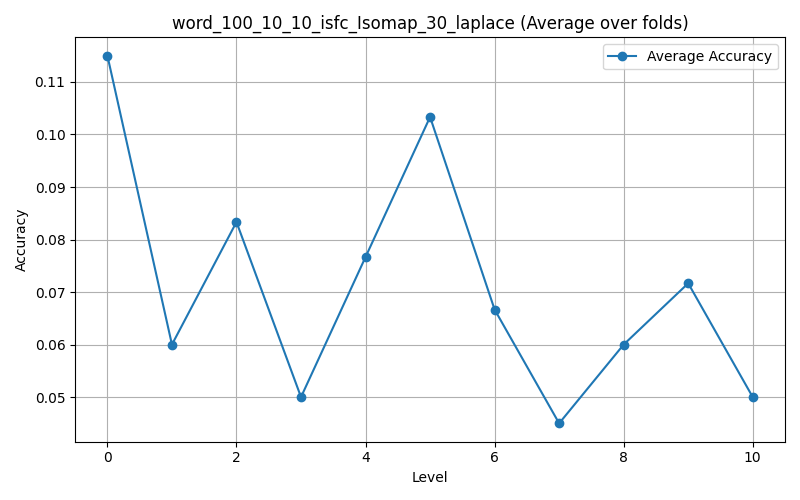 word_100_10_10_isfc_Isomap_30_laplace (Average over folds)
Average Accuracy
Accuracy
0.11
0.10
0.09
0.08
0.07
0.06
0.05
0 2 4 6 8 10
Level